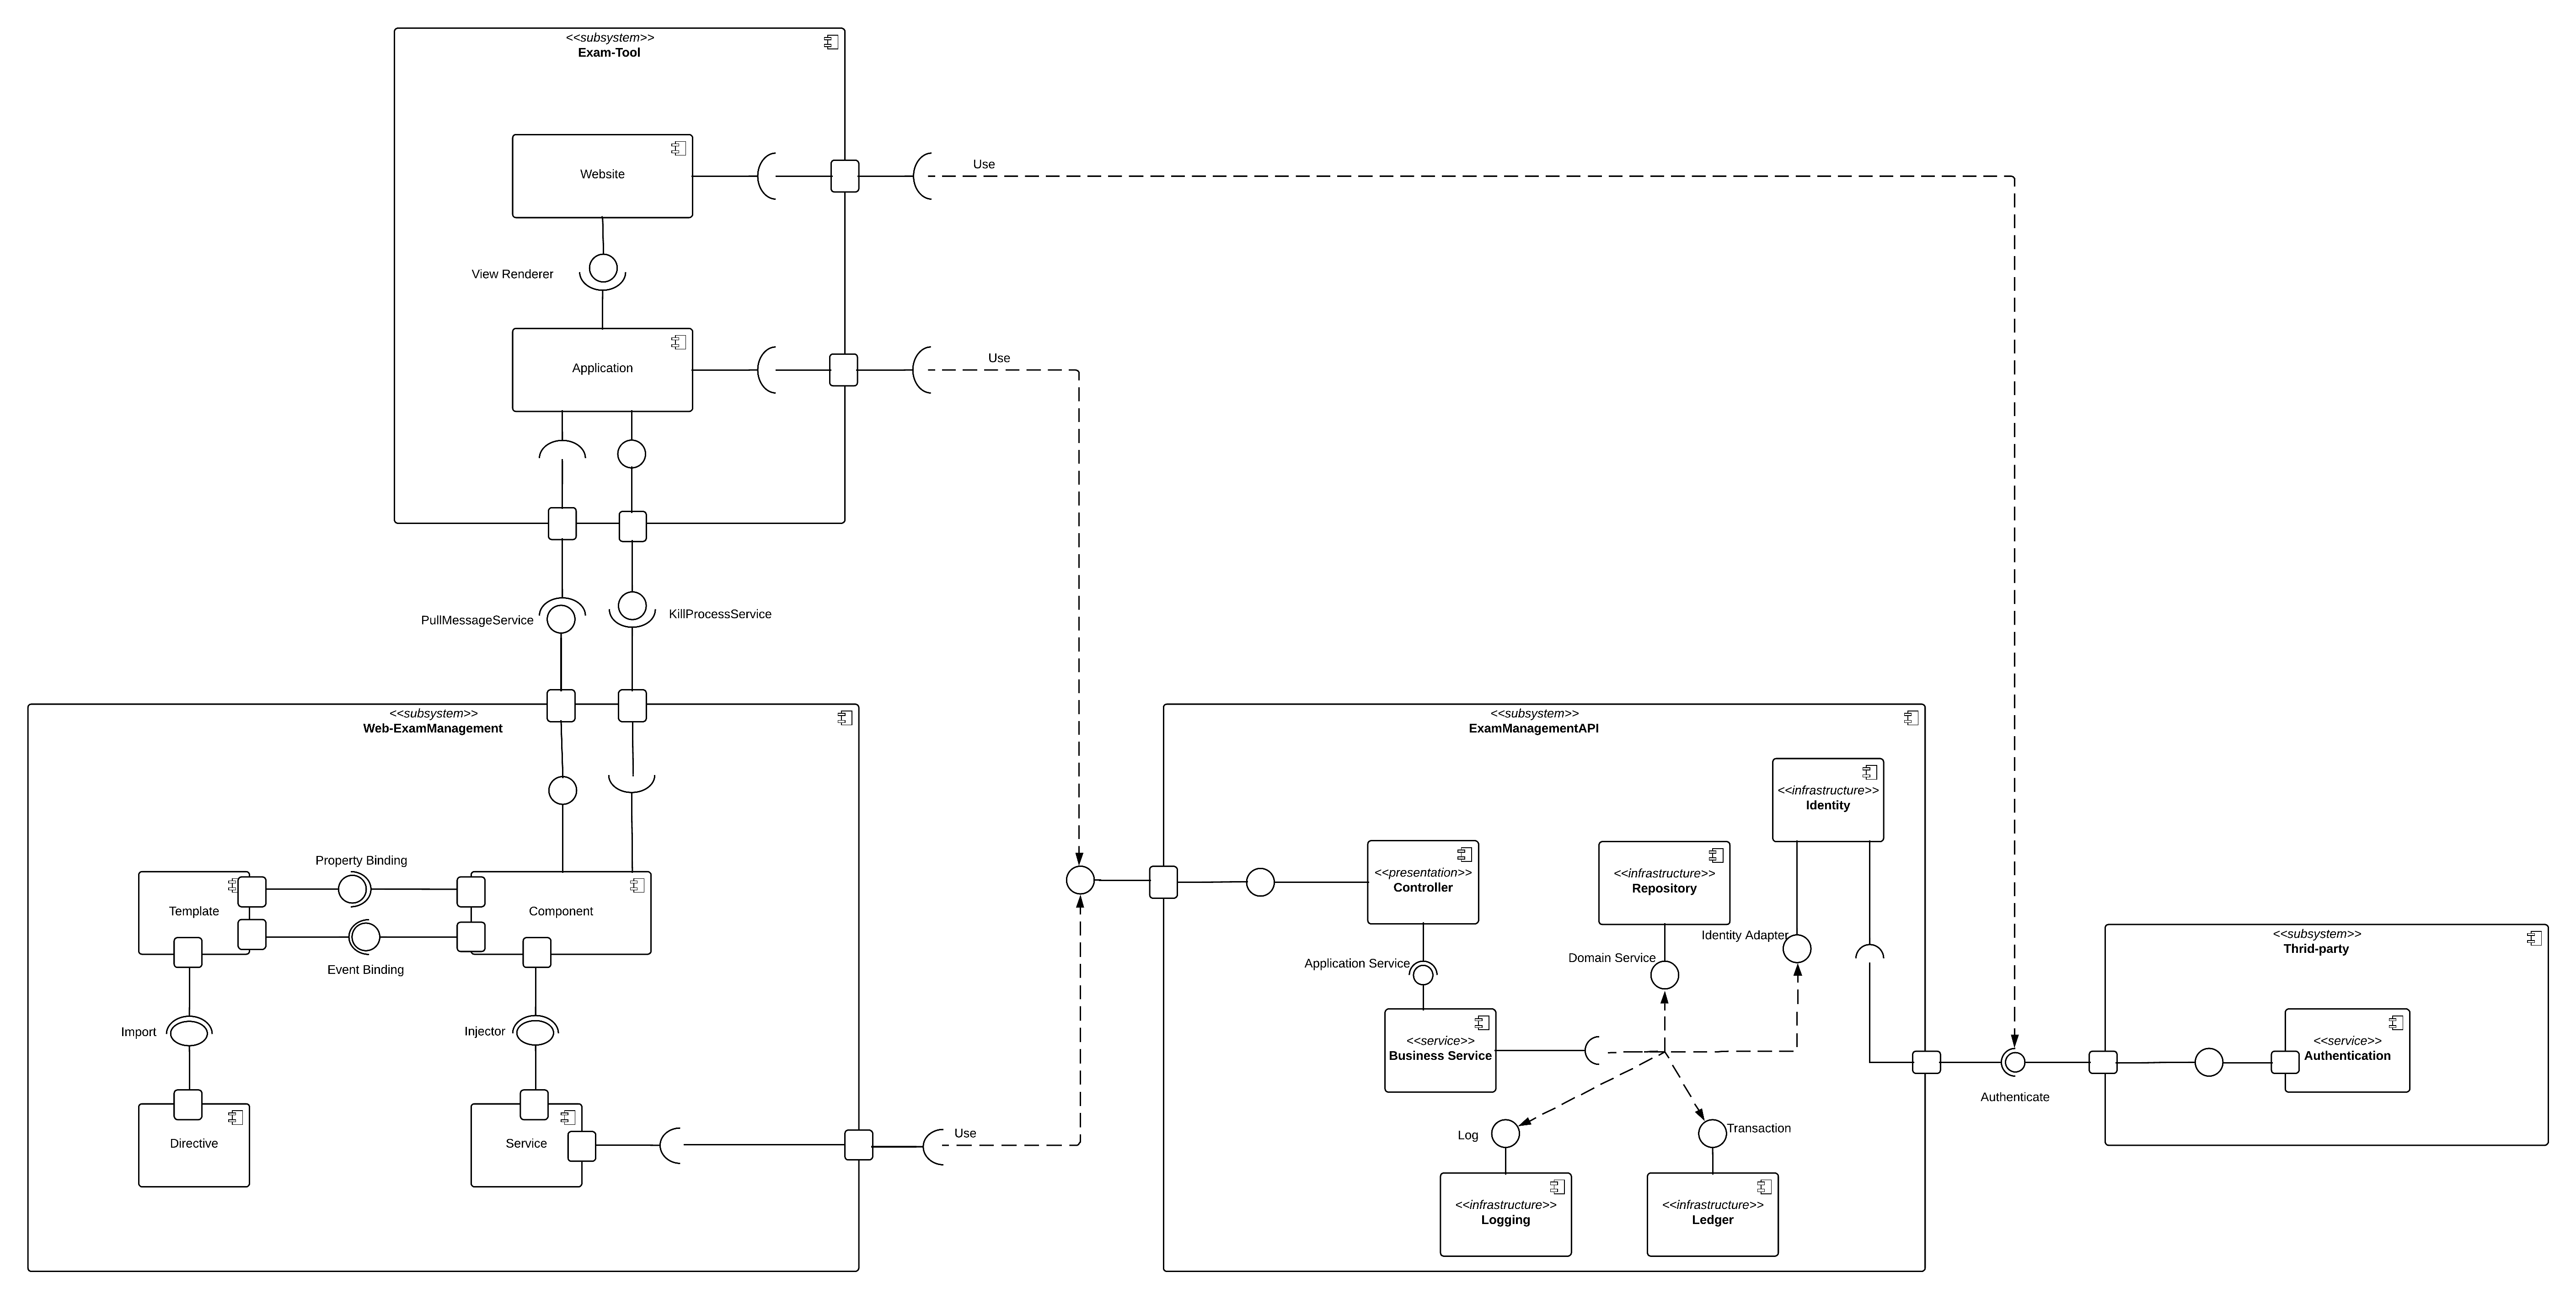 <<subsystem>>
Exam-Tool
Website
Use
View Renderer
Application
Use
PullMessageService
KillProcessService
<<subsystem>>
Web-ExamManagement
Property Binding
Template
Component
Event Binding
Import
Injector
Directive
Service
Use
<<subsystem>>
ExamManagementAPI
<<infrastructure>>
Identity
<<presentation>>
Controller
<<infrastructure>>
Repository
Identity Adapter
Application Service
Domain Service
<<service>>
Business Service
Log
Transaction
<<infrastructure>>
Logging
<<infrastructure>>
Ledger
Authenticate
<<subsystem>>
Thrid-party
<<service>>
Authentication